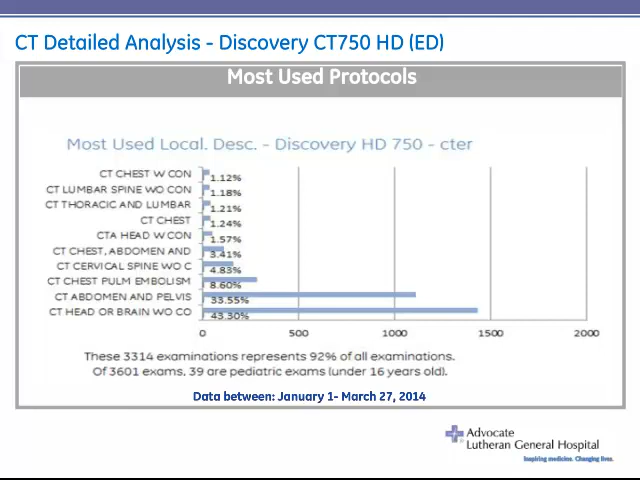 CT Detailed Analysis - Discovery CT750 HD (ED)
Most Used Protocols
Most Used Local. Desc. - Discovery HD 750 - cter
CT CHEST W CON 1.12%
CT LUMBAR SPINE WO CON 1.18%
CT THORACIC AND LUMBAR 1.21%
CT CHEST 1.24%
CTA HEAD W CON 1.57%
CT CHEST, ABDOMEN AND 3.41%
CT CERVICAL SPINE WO C 4.83%
CT CHEST PULM EMBOLISM 8.60%
CT ABDOMEN AND PELVIS 33.55%
CT HEAD OR BRAIN WO CO 43.30%
0 500 1000 1500 2000
These 3314 examinations represents 92% of all examinations.
Of 3601 exams, 39 are pediatric exams (under 16 years old).
Data between: January 1- March 27, 2014
Advocate
Lutheran General Hospital
Inspiring medicine. Changing lives.